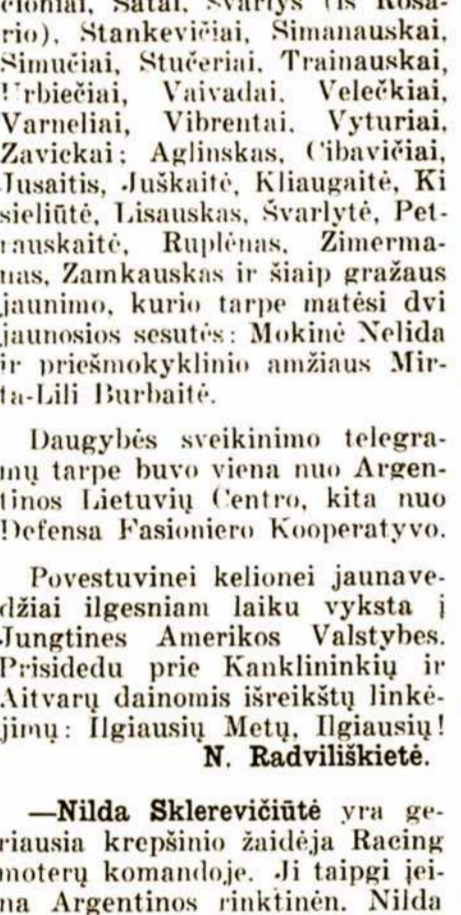 cioniai, Satai, Svarlys (iš Rosa-
rio), Stankevičiai, Simanauskai,
Simučiai, Stučeriai, Trainauskai,
Urbiečiai, Vaivadai, Velečkiai,
Varneliai, Vibrentai, Vyturiai,
Zavickai; Aglinskas, Cibavičiai,
Jusaitis, Juškaitė, Kliaugaitė, Ki
sieliūtė, Lisauskas, Švarlytė, Pet-
rauskaitė, Ruplėnas, Zimerma-
nas, Zamkauskas ir šiaip gražaus
jaunimo, kurio tarpe matėsi dvi
jaunosios sesutės: Mokinė Nelida
ir priešmokyklinio amžiaus Mir-
ta-Lili Burbaitė.
Daugybės sveikinimo telegra-
mų tarpe buvo viena nuo Argen-
tinos Lietuvių Centro, kita nuo
Defensa Fasioniero Kooperatyvo.
Povestuvinei kelionei jaunave-
džiai ilgesniam laiku vyksta į
Jungtines Amerikos Valstybes.
Prisidedu prie Kanklininkių ir
Aitvarų dainomis išreikštų linkė-
jimų: Ilgiausių Metų, Ilgiausių!
N. Radviliškietė.
—Nilda Sklerevičiūtė yra ge-
riausia krepšinio žaidėja Racing
moterų komandoje. Ji taipgi įei-
na Argentinos rinktinėn. Nilda